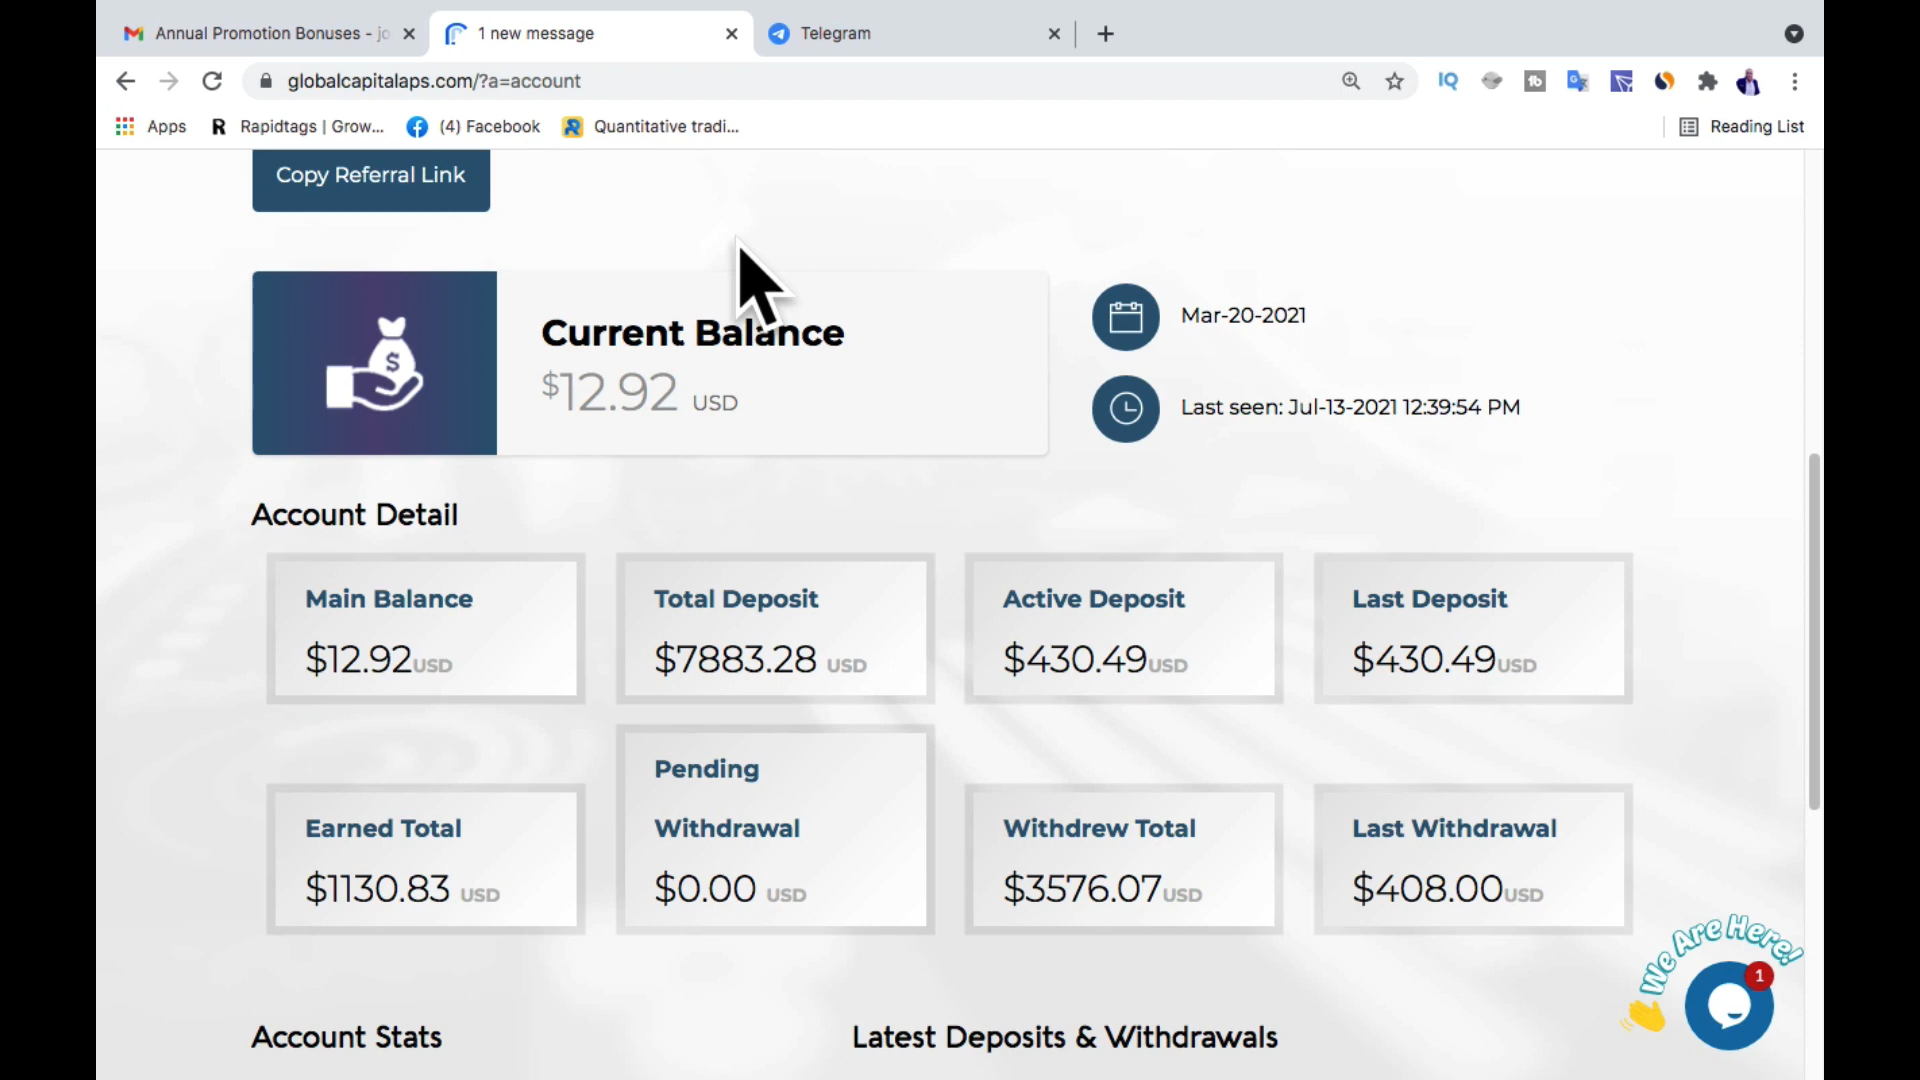 Annual Promotion Bonuses - jo
1 new message
Telegram
globalcapitalaps.com/?a=account
IQ
Apps
R Rapidtags | Grow...
(4) Facebook
Quantitative tradi...
Reading List
Copy Referral Link
Current Balance
$12.92 USD
Mar-20-2021
Last seen: Jul-13-2021 12:39:54 PM
Account Detail
Main Balance
$12.92USD
Total Deposit
$7883.28 USD
Active Deposit
$430.49USD
Last Deposit
$430.49USD
Earned Total
$1130.83 USD
Pending
Withdrawal
$0.00 USD
Withdrew Total
$3576.07USD
Last Withdrawal
$408.00USD
We Are Here!
1
Account Stats
Latest Deposits & Withdrawals